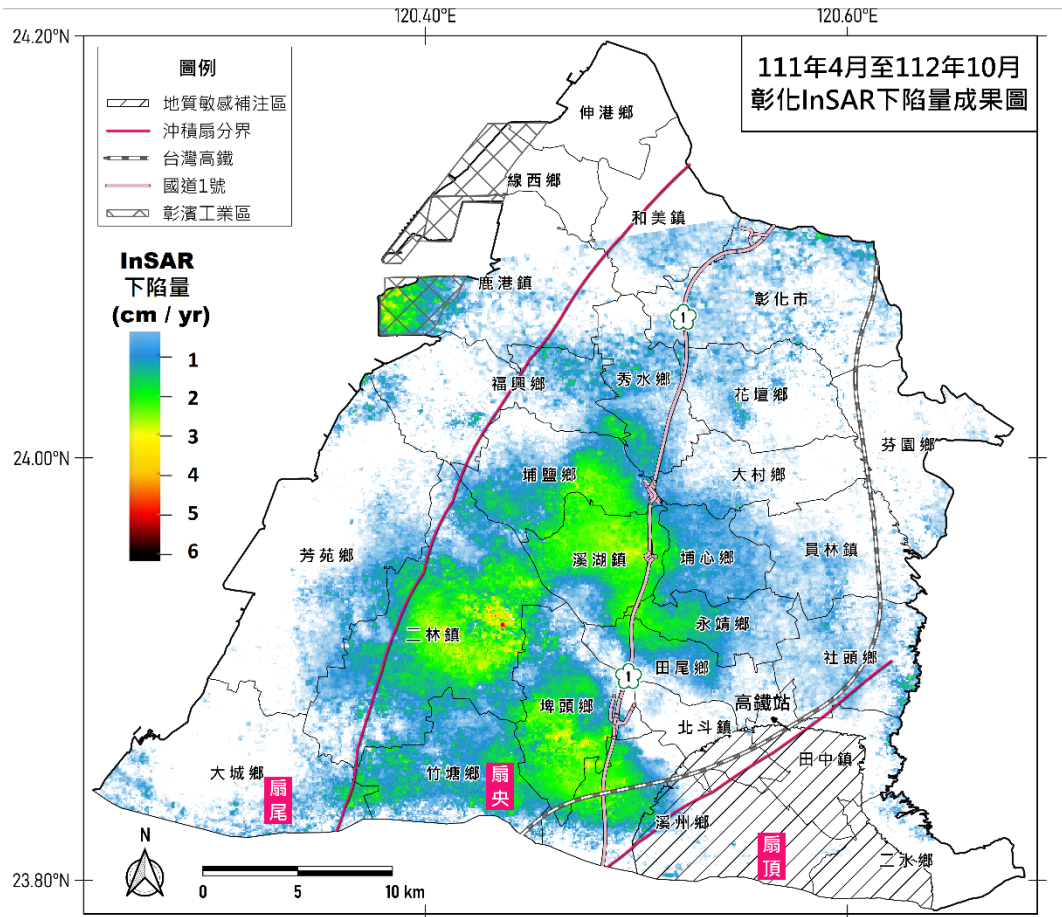 120.40°E
120.60°E
24.20°N
24.00°N
23.80°N
111年4月至112年10月
彰化InSAR下陷量成果圖
圖例
地質敏感補注區
沖積扇分界
台灣高鐵
國道1號
彰濱工業區
InSAR
下陷量
(cm / yr)
1
2
3
4
5
6
伸港鄉
線西鄉
和美鎮
鹿港鎮
彰化市
1
福興鄉
秀水鄉
花壇鄉
芬園鄉
埔鹽鄉
大村鄉
芳苑鄉
溪湖鎮
埔心鄉
員林鎮
二林鎮
永靖鄉
社頭鄉
田尾鄉
1
埤頭鄉
高鐵站
北斗鎮
田中鎮
大城鄉
竹塘鄉
扇尾
扇央
溪州鄉
扇頂
二水鄉
N
0
5
10 km